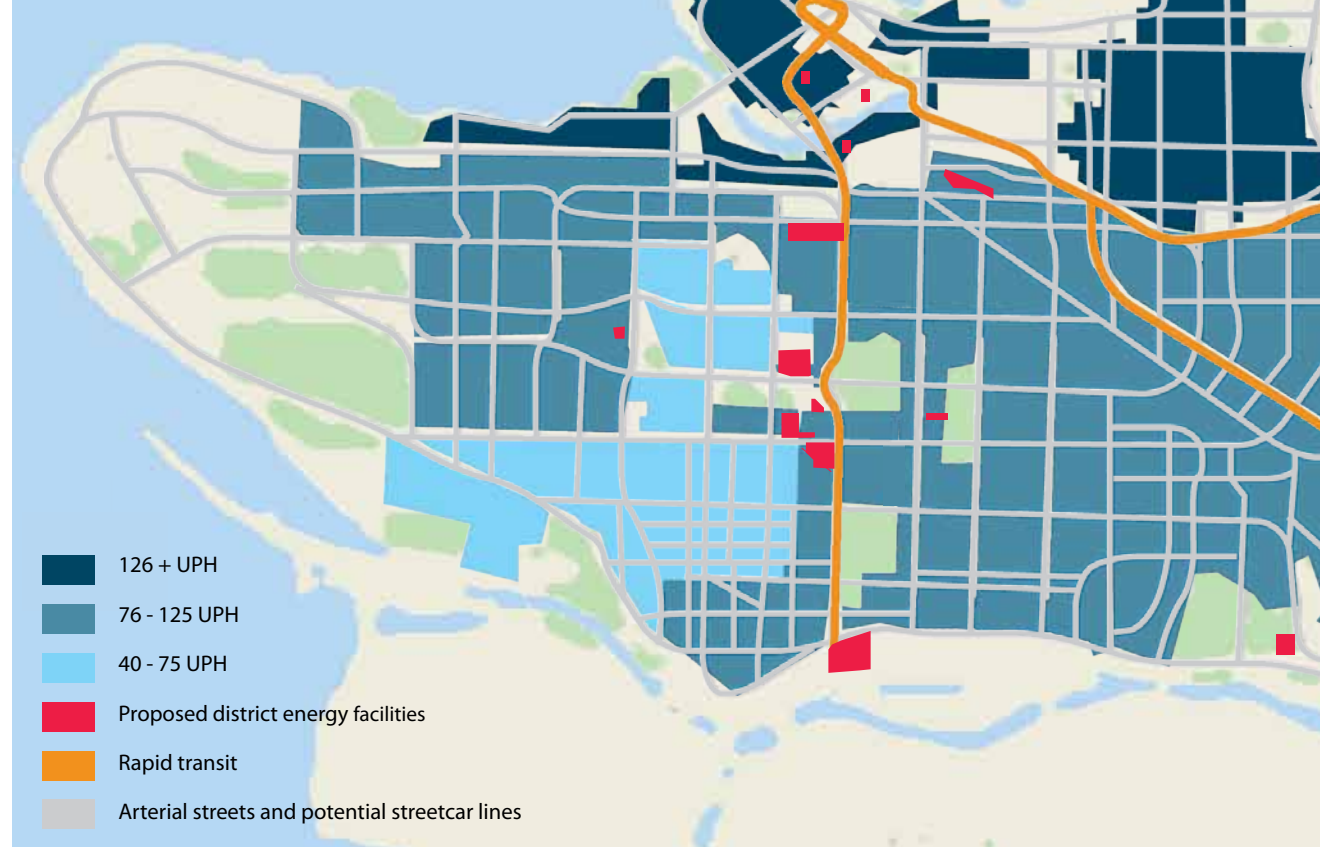 126 + UPH
76 - 125 UPH
40 - 75 UPH
Proposed district energy facilities
Rapid transit
Arterial streets and potential streetcar lines